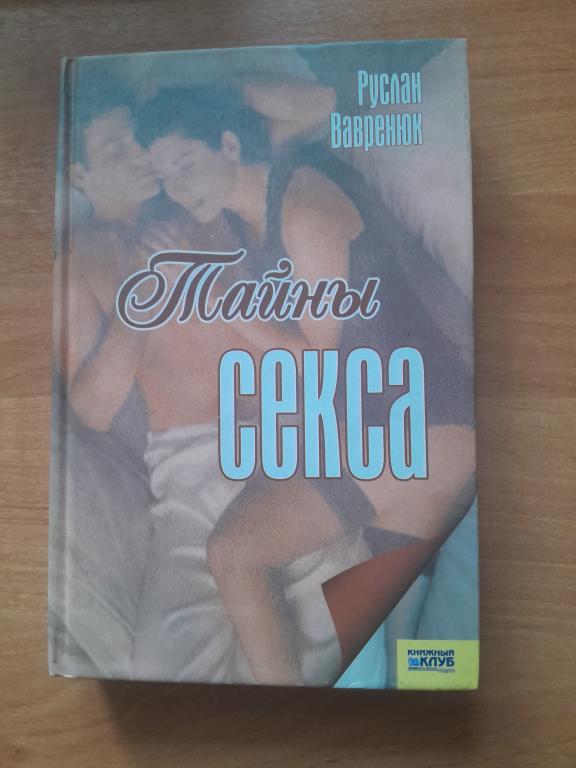 Руслан
Вавренюк
Тайны
секса
КНИЖНЫЙ
КЛУБ